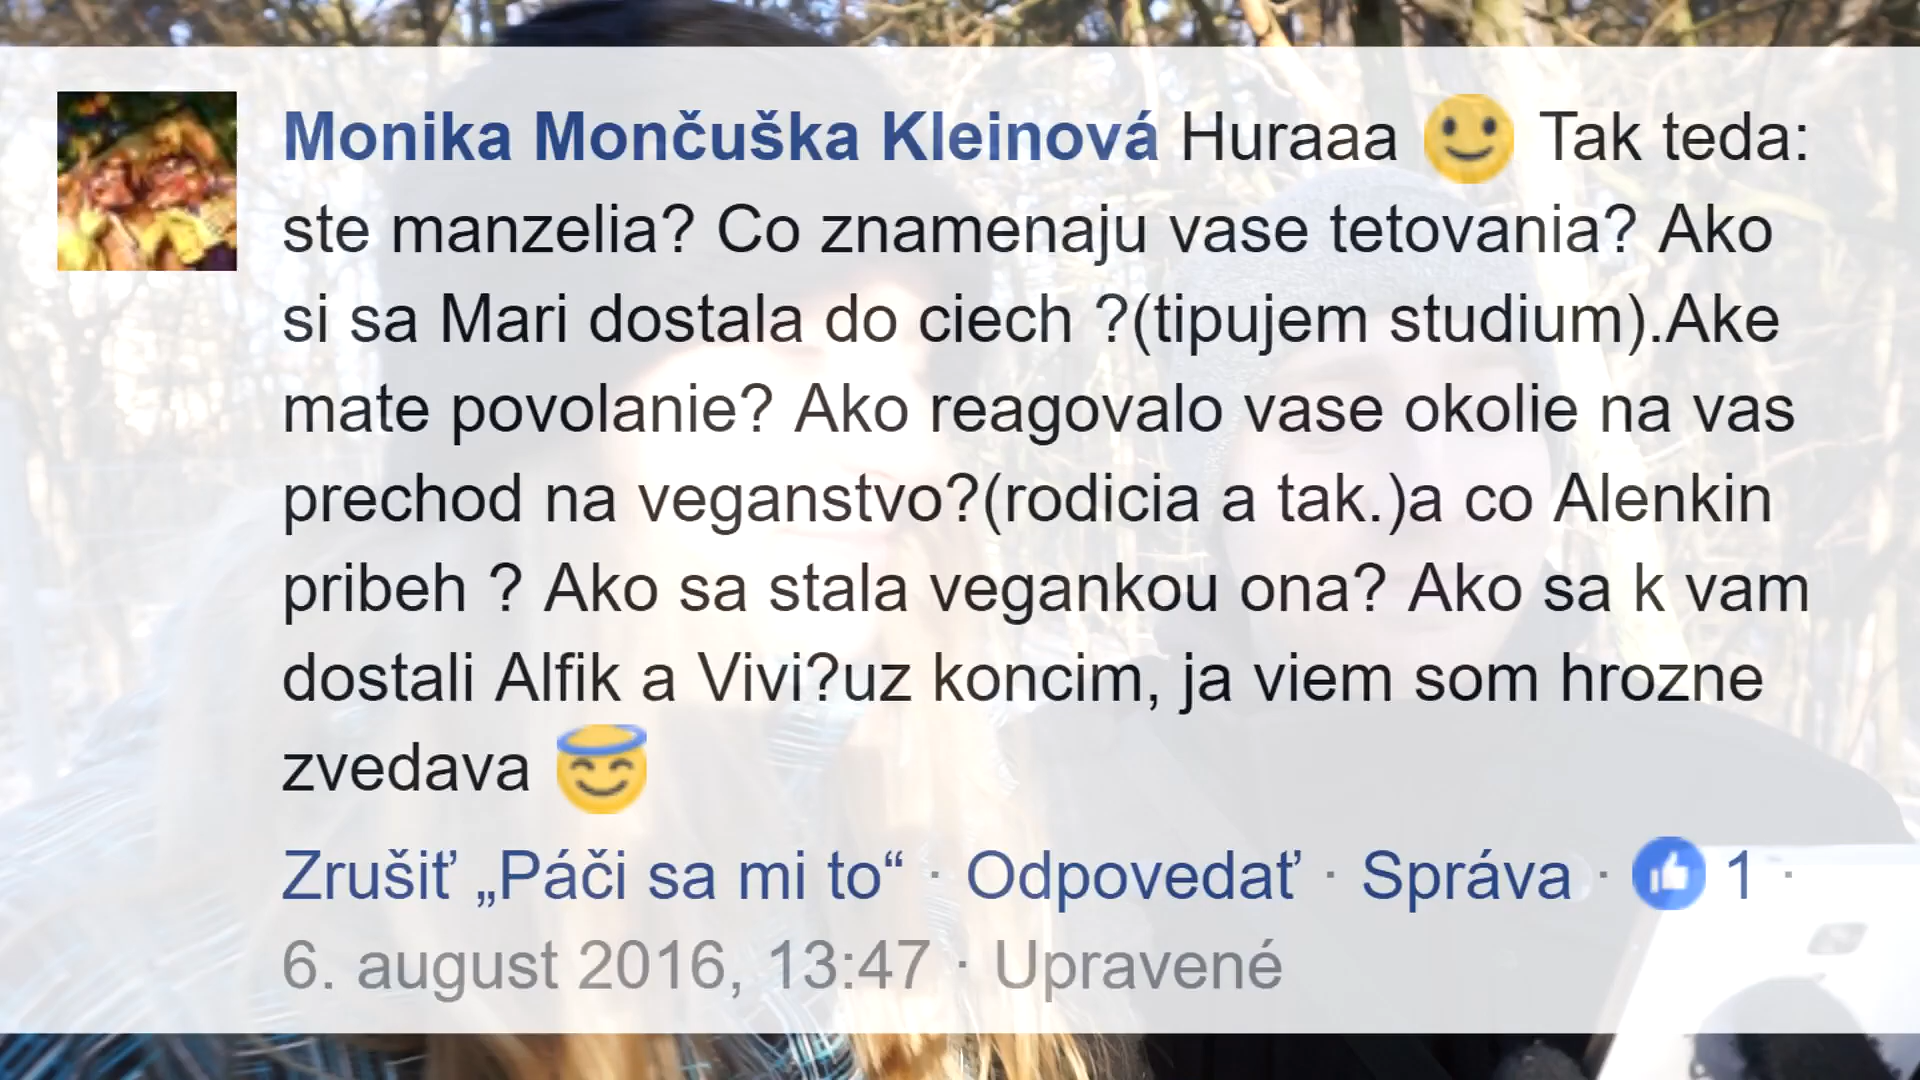 Monika Mončuška Kleinová Huraaa 🙂 Tak teda:
ste manzelia? Co znamenaju vase tetovania? Ako
si sa Mari dostala do ciech ?(tipujem studium).Ake
mate povolanie? Ako reagovalo vase okolie na vas
prechod na veganstvo?(rodicia a tak.)a co Alenkin
pribeh ? Ako sa stala vegankou ona? Ako sa k vam
dostali Alfik a Vivi?uz koncim, ja viem som hrozne
zvedava 😇
Zrušiť „Páči sa mi to“ · Odpovedať · Správa · 👍 1 ·
6. august 2016, 13:47 · Upravené